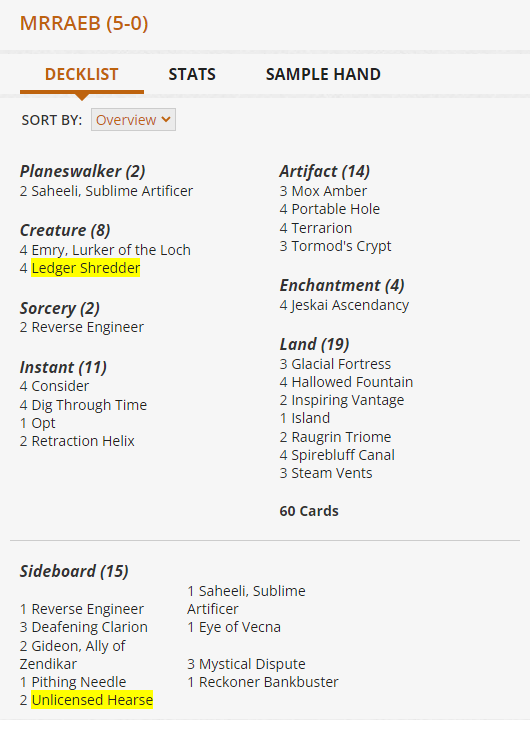 MRRAEB (5-0)
DECKLIST
STATS
SAMPLE HAND
SORT BY: Overview
Planeswalker (2)
2 Saheeli, Sublime Artificer
Creature (8)
4 Emry, Lurker of the Loch
4 Ledger Shredder
Sorcery (2)
2 Reverse Engineer
Instant (11)
4 Consider
4 Dig Through Time
1 Opt
2 Retraction Helix
Artifact (14)
3 Mox Amber
4 Portable Hole
4 Terrarion
3 Tormod's Crypt
Enchantment (4)
4 Jeskai Ascendancy
Land (19)
3 Glacial Fortress
4 Hallowed Fountain
2 Inspiring Vantage
1 Island
2 Raugrin Triome
4 Spirebluff Canal
3 Steam Vents
60 Cards
Sideboard (15)
1 Reverse Engineer
3 Deafening Clarion
2 Gideon, Ally of
Zendikar
1 Pithing Needle
2 Unlicensed Hearse
1 Saheeli, Sublime
Artificer
1 Eye of Vecna
3 Mystical Dispute
1 Reckoner Bankbuster